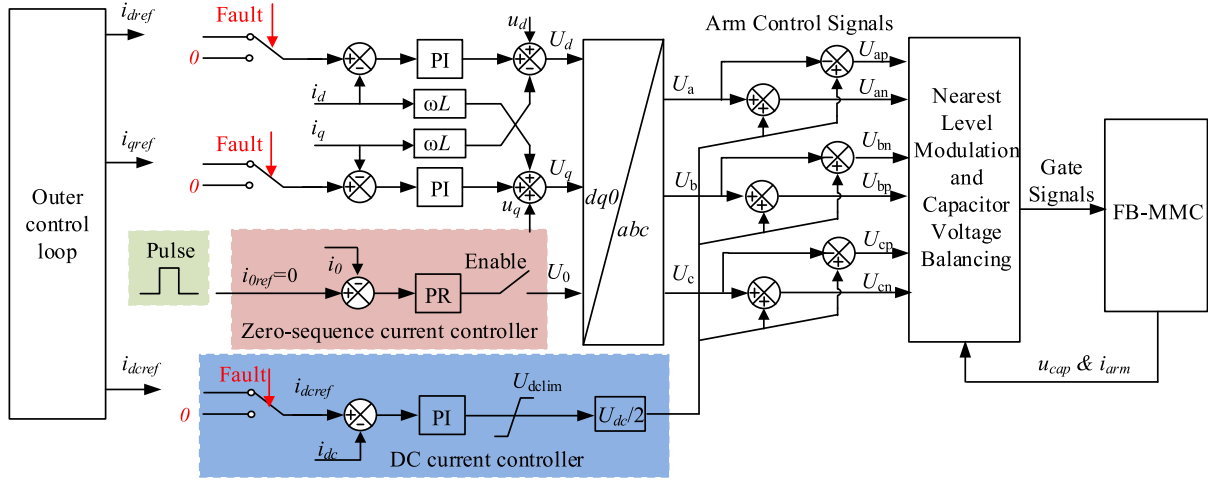 Outer
control
loop
i_dref
Fault
0
i_qref
Fault
0
i_d
i_q
ωL
ωL
PI
PI
u_d
U_d
u_q
U_q
Pulse
i_0ref=0
i_0
PR
Enable
U_0
Zero-sequence current controller
i_dcref
Fault
0
i_dcref
i_dc
PI
U_dclim
U_dc/2
DC current controller
dq0
abc
Arm Control Signals
U_a
U_b
U_c
U_ap
U_an
U_bn
U_bp
U_cp
U_cn
Nearest
Level
Modulation
and
Capacitor
Voltage
Balancing
Gate
Signals
FB-MMC
u_cap & i_arm